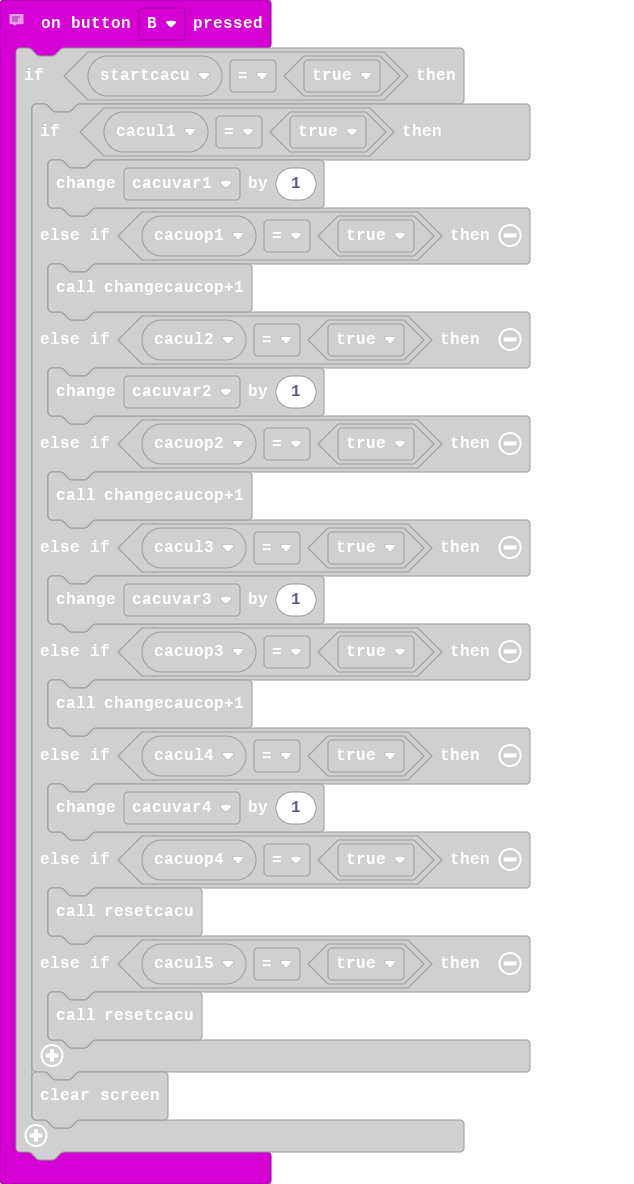 on button B pressed
if startcacu = true then
if cacul1 = true then
change cacuvar1 by 1
else if cacuop1 = true then
call changecaucop+1
else if cacul2 = true then
change cacuvar2 by 1
else if cacuop2 = true then
call changecaucop+1
else if cacul3 = true then
change cacuvar3 by 1
else if cacuop3 = true then
call changecaucop+1
else if cacul4 = true then
change cacuvar4 by 1
else if cacuop4 = true then
call resetcacu
else if cacul5 = true then
call resetcacu
clear screen